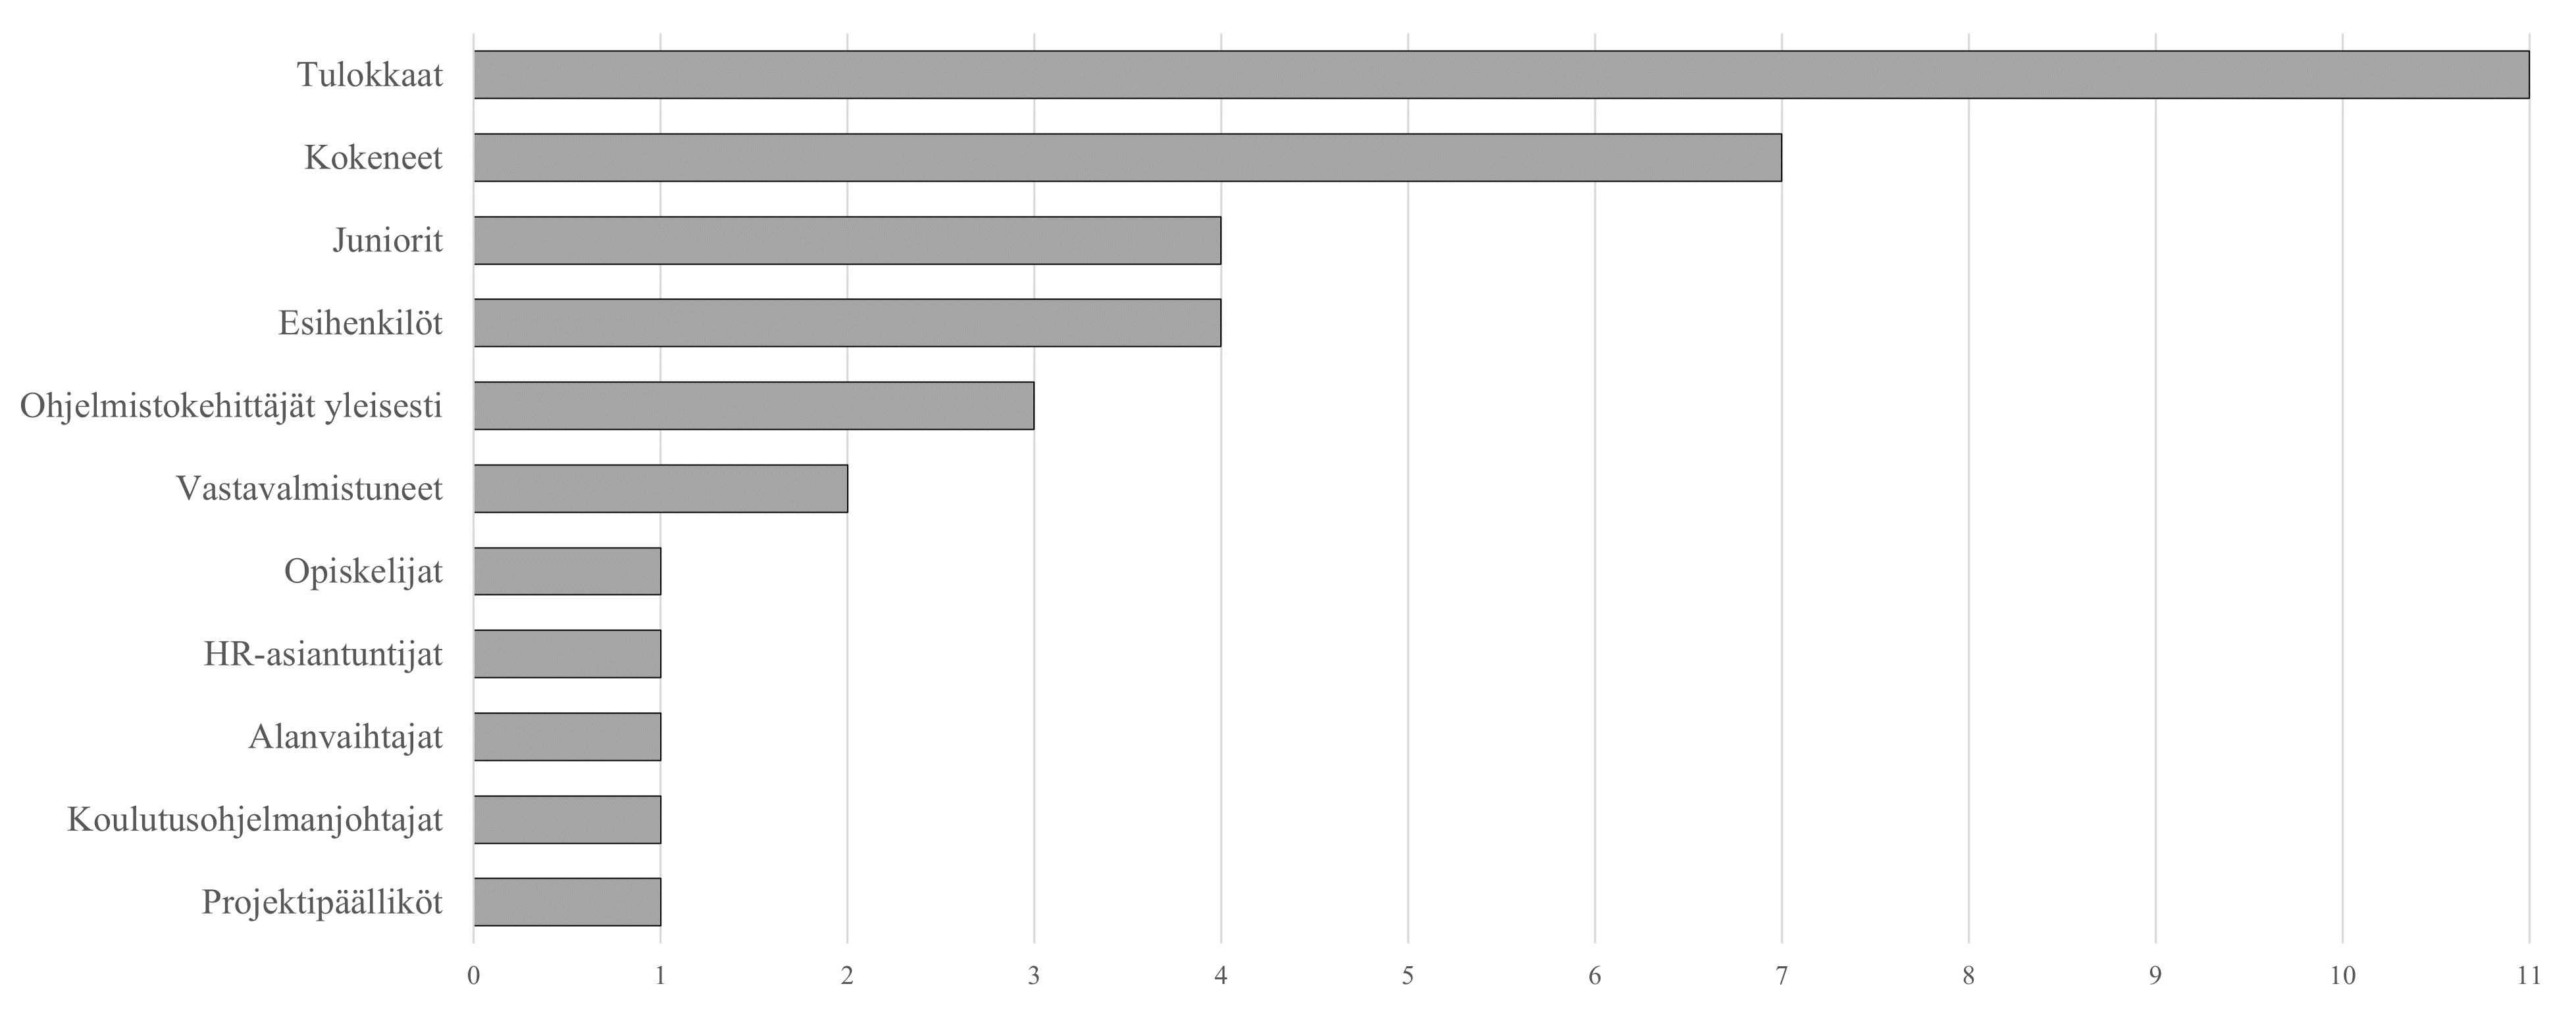 Tulokkaat
Kokeneet
Juniorit
Esihenkilöt
Ohjelmistokehittäjät yleisesti
Vastavalmistuneet
Opiskelijat
HR-asiantuntijat
Alanvaihtajat
Koulutusohjelmanjohtajat
Projektipäälliköt
0 1 2 3 4 5 6 7 8 9 10 11